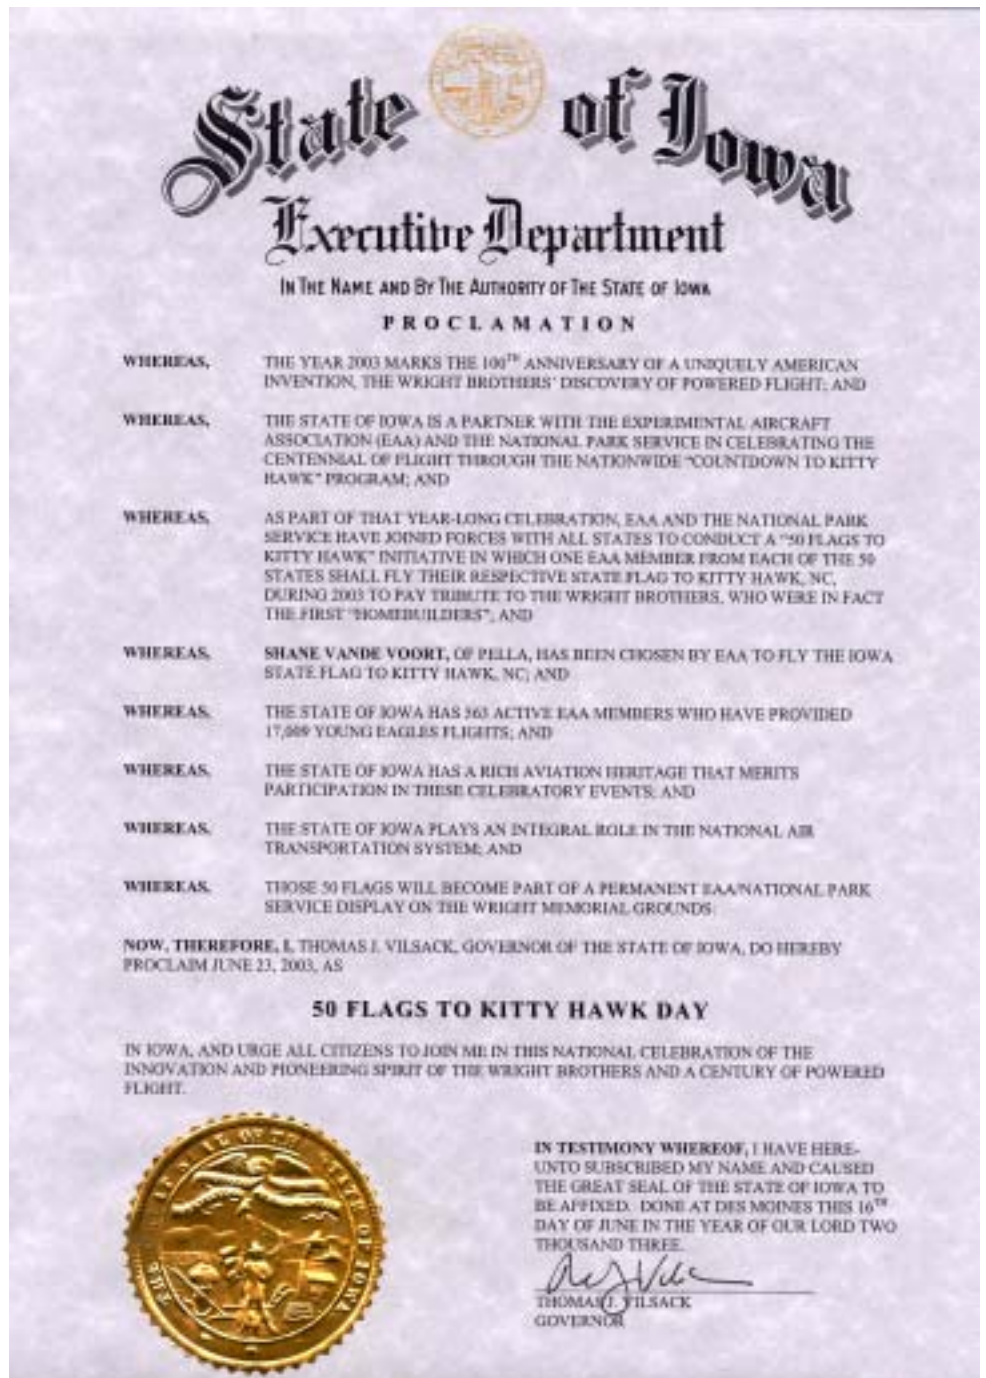 State of Iowa
Executive Department
IN THE NAME AND BY THE AUTHORITY OF THE STATE OF IOWA
PROCLAMATION
WHEREAS, THE YEAR 2003 MARKS THE 100TH ANNIVERSARY OF A UNIQUELY AMERICAN
INVENTION, THE WRIGHT BROTHERS' DISCOVERY OF POWERED FLIGHT; AND
WHEREAS, THE STATE OF IOWA IS A PARTNER WITH THE EXPERIMENTAL AIRCRAFT
ASSOCIATION (EAA) AND THE NATIONAL PARK SERVICE IN CELEBRATING THE
CENTENNIAL OF FLIGHT THROUGH THE NATIONWIDE "COUNTDOWN TO KITTY
HAWK" PROGRAM; AND
WHEREAS, AS PART OF THAT YEAR-LONG CELEBRATION, EAA AND THE NATIONAL PARK
SERVICE HAVE JOINED FORCES WITH ALL STATES TO CONDUCT A "50 FLAGS TO
KITTY HAWK" INITIATIVE IN WHICH ONE EAA MEMBER FROM EACH OF THE 50
STATES SHALL FLY THEIR RESPECTIVE STATE FLAG TO KITTY HAWK, NC,
DURING 2003 TO PAY TRIBUTE TO THE WRIGHT BROTHERS, WHO WERE IN FACT
THE FIRST "HOMEBUILDERS"; AND
WHEREAS, SHANE VANDE VOORT, OF PELLA, HAS BEEN CHOSEN BY EAA TO FLY THE IOWA
STATE FLAG TO KITTY HAWK, NC; AND
WHEREAS, THE STATE OF IOWA HAS 563 ACTIVE EAA MEMBERS WHO HAVE PROVIDED
17,009 YOUNG EAGLES FLIGHTS; AND
WHEREAS, THE STATE OF IOWA HAS A RICH AVIATION HERITAGE THAT MERITS
PARTICIPATION IN THESE CELEBRATORY EVENTS; AND
WHEREAS, THE STATE OF IOWA PLAYS AN INTEGRAL ROLE IN THE NATIONAL AIR
TRANSPORTATION SYSTEM; AND
WHEREAS, THOSE 50 FLAGS WILL BECOME PART OF A PERMANENT EAA/NATIONAL PARK
SERVICE DISPLAY ON THE WRIGHT MEMORIAL GROUNDS;
NOW, THEREFORE, I, THOMAS J. VILSACK, GOVERNOR OF THE STATE OF IOWA, DO HEREBY
PROCLAIM JUNE 23, 2003, AS
50 FLAGS TO KITTY HAWK DAY
IN IOWA, AND URGE ALL CITIZENS TO JOIN ME IN THIS NATIONAL CELEBRATION OF THE
INNOVATION AND PIONEERING SPIRIT OF THE WRIGHT BROTHERS AND A CENTURY OF POWERED
FLIGHT.
IN TESTIMONY WHEREOF, I HAVE HERE-
UNTO SUBSCRIBED MY NAME AND CAUSED
THE GREAT SEAL OF THE STATE OF IOWA TO
BE AFFIXED. DONE AT DES MOINES THIS 16TH
DAY OF JUNE IN THE YEAR OF OUR LORD TWO
THOUSAND THREE.
THOMAS J. VILSACK
GOVERNOR
THE SEAL OF THE STATE OF IOWA